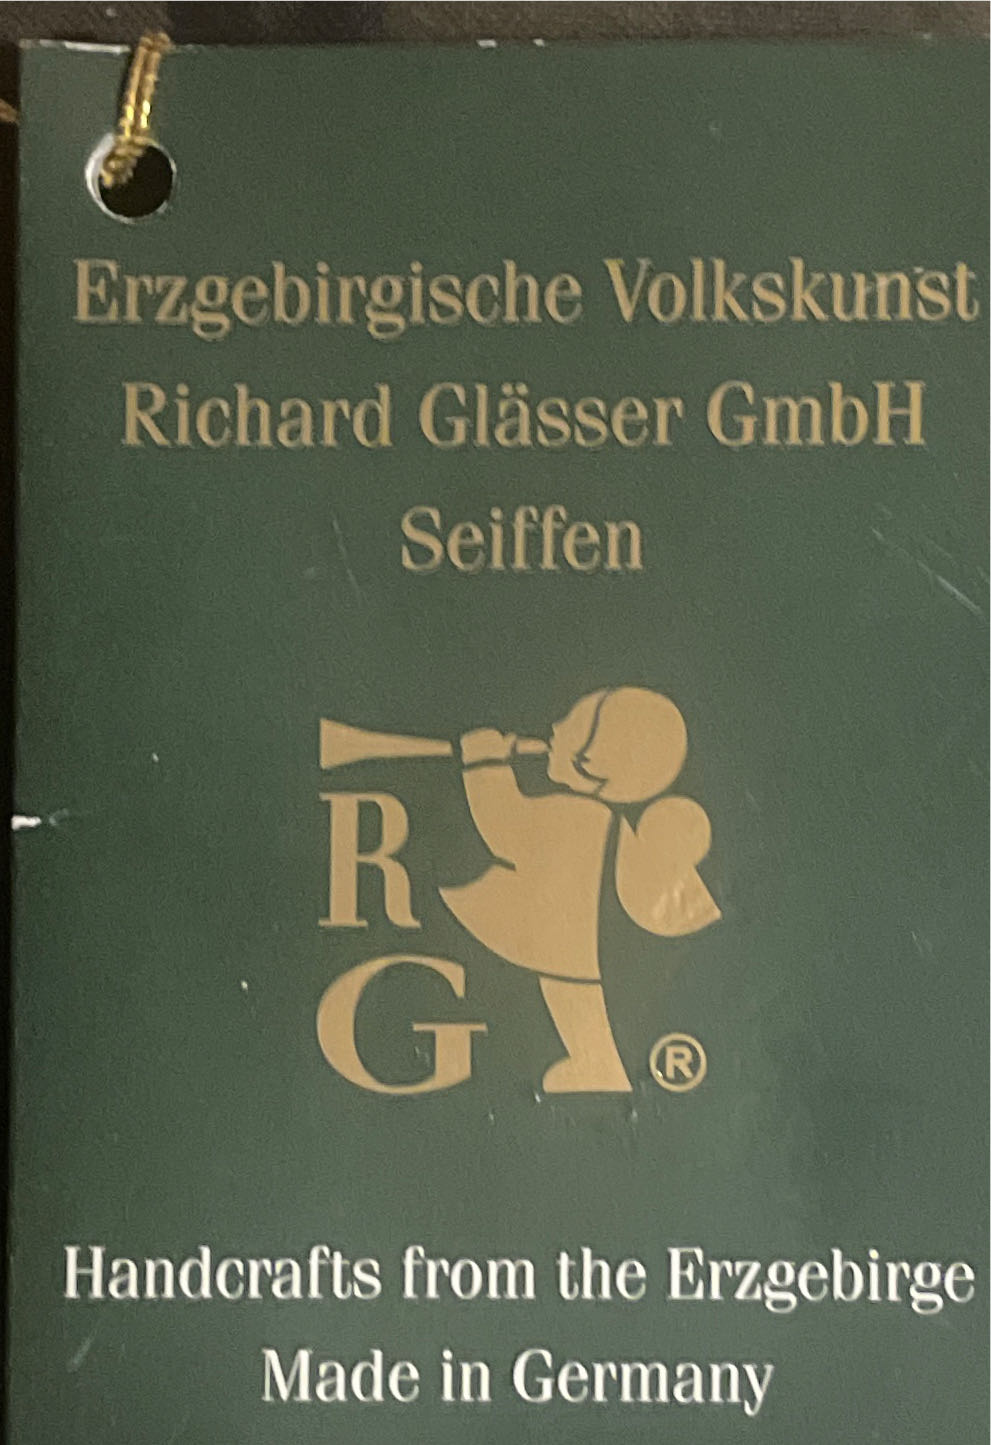 Erzgebirgische Volkskunst
Richard Glässer GmbH
Seiffen
R
G
®
Handcrafts from the Erzgebirge
Made in Germany